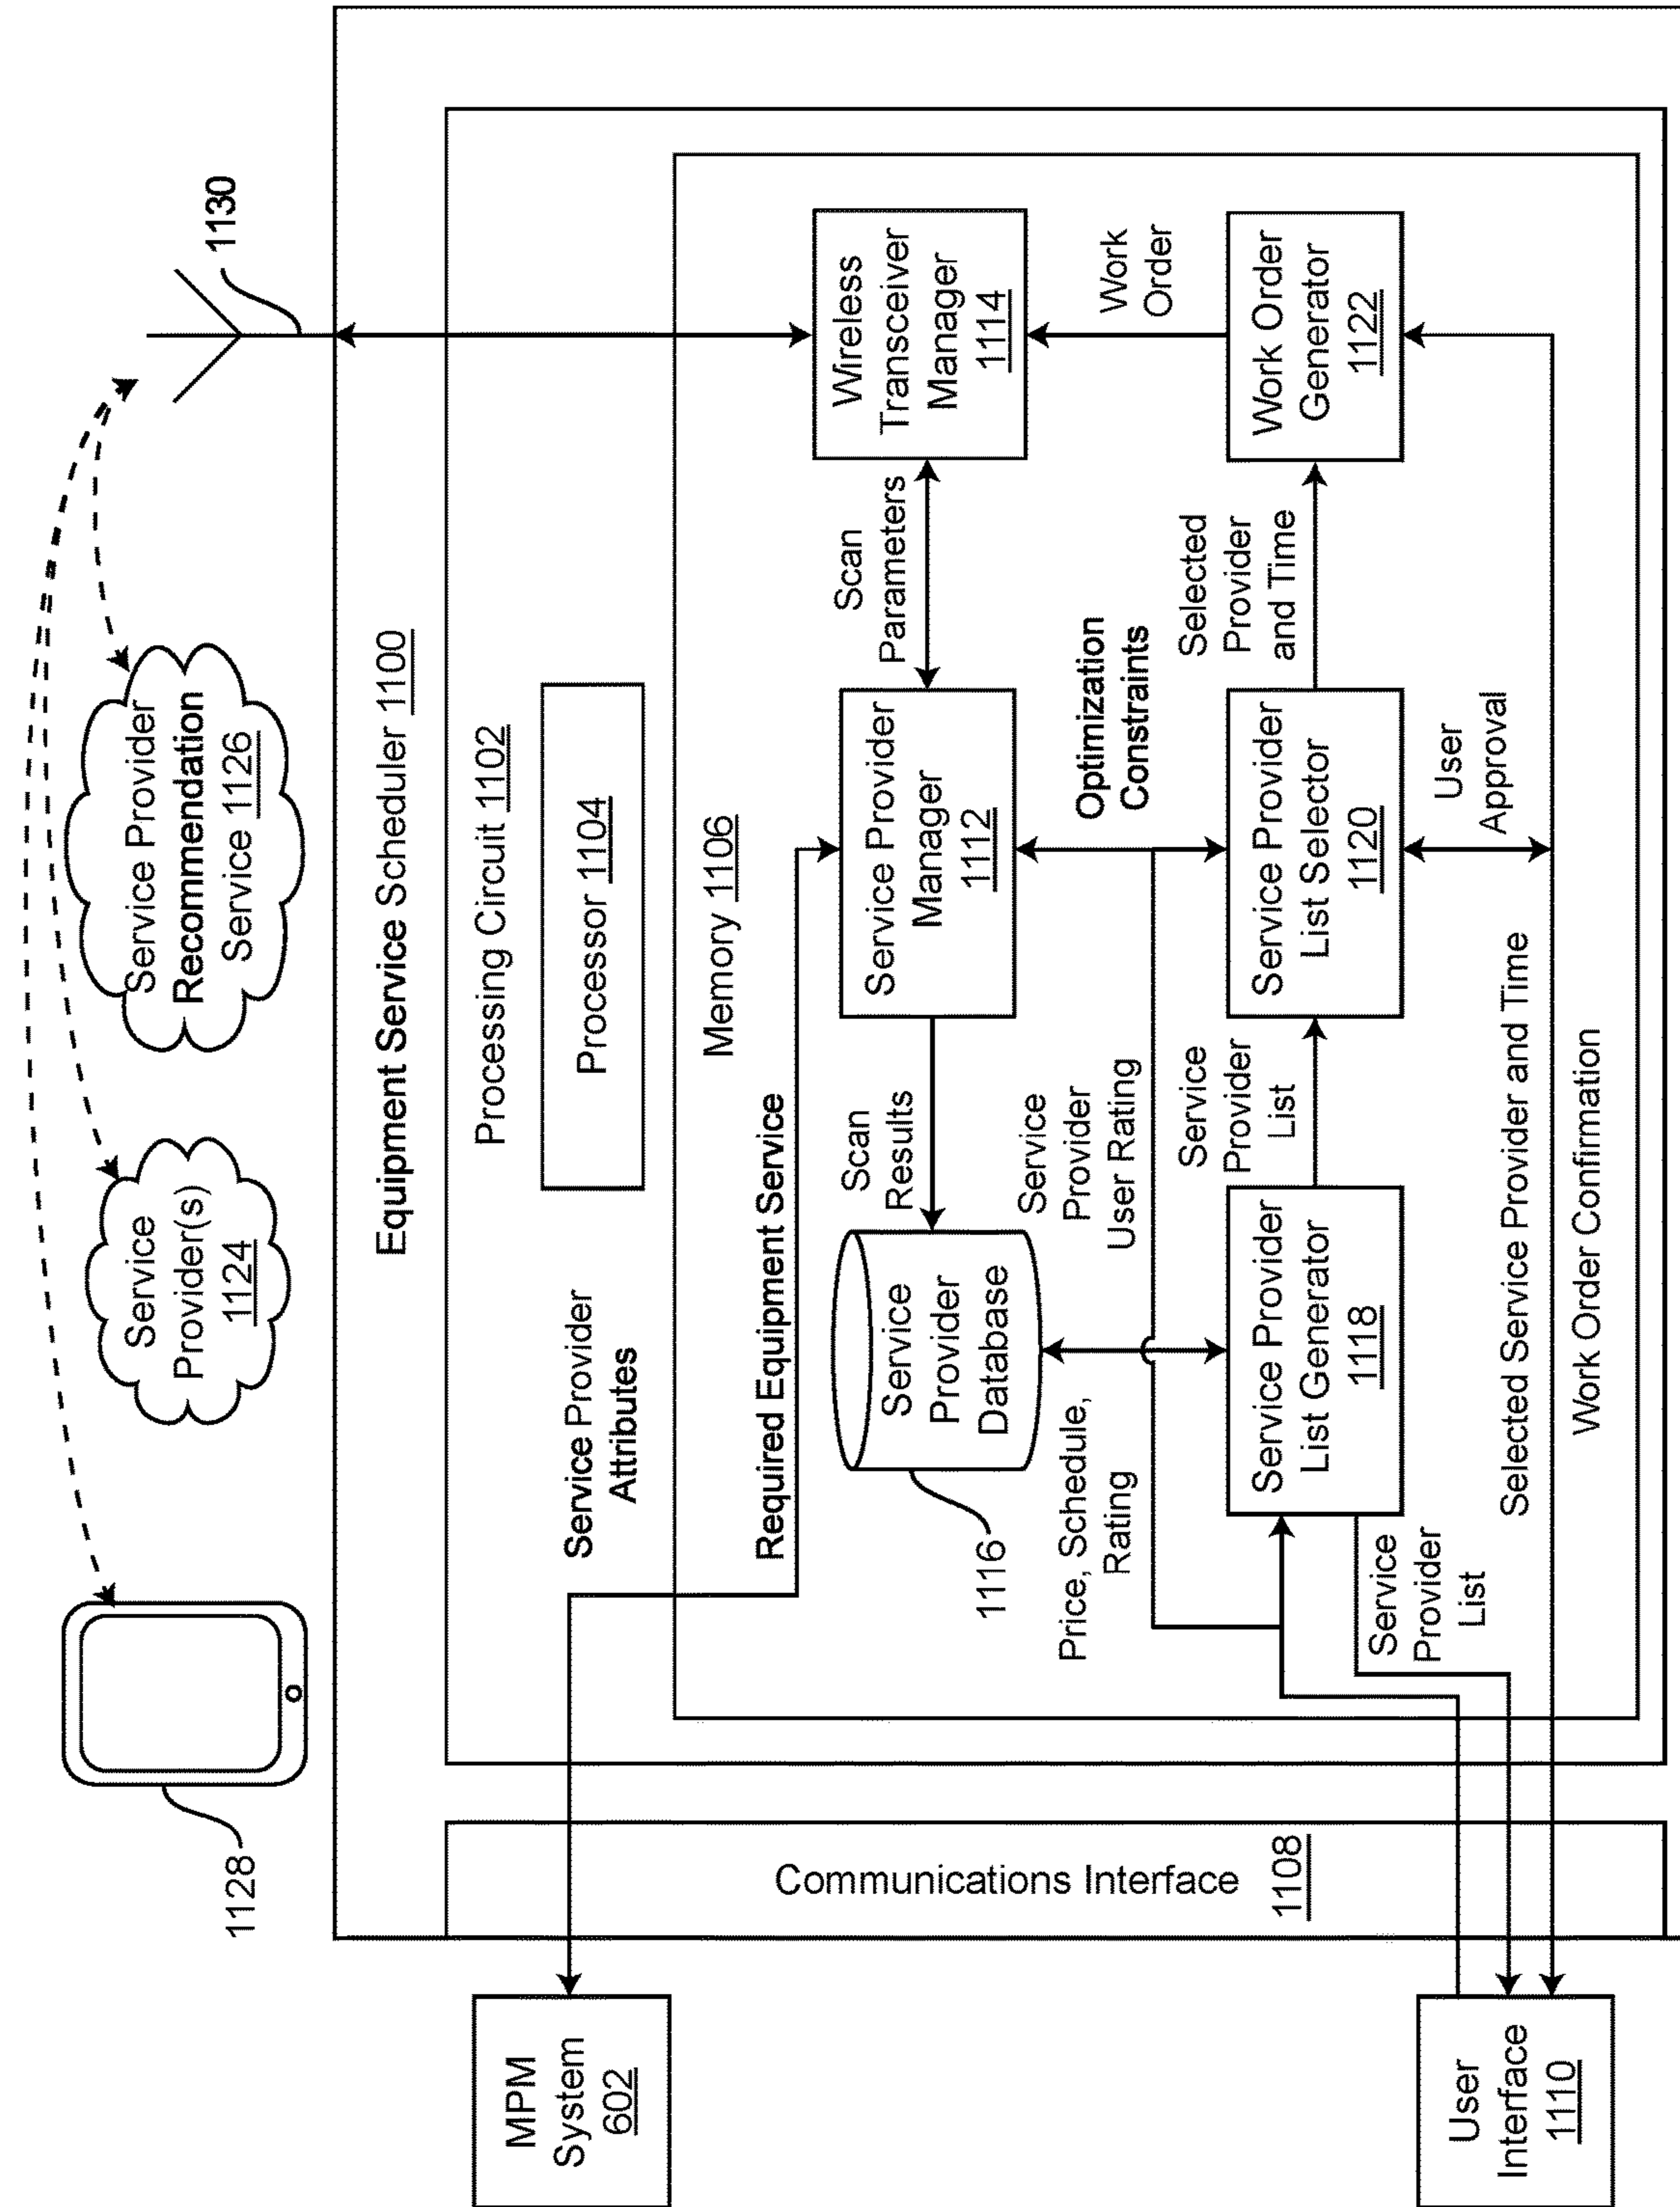 1128
Service
Provider(s)
1124
Service Provider
Recommendation
Service 1126
1130
Equipment Service Scheduler 1100
Processing Circuit 1102
Processor 1104
Service Provider
Attributes
Memory 1106
Required Equipment Service
MPM
System
602
Communications Interface 1108
User
Interface
1110
Service
Provider
Database
1116
Scan
Results
Service Provider
Manager
1112
Scan
Parameters
Wireless
Transceiver
Manager
1114
Price, Schedule,
Rating
Service
Provider
User Rating
Optimization
Constraints
Work
Order
Service Provider
List Generator
1118
Service
Provider
List
Service Provider
List Selector
1120
Selected
Provider
and Time
Work Order
Generator
1122
Service
Provider
List
User
Approval
Selected Service Provider and Time
Work Order Confirmation